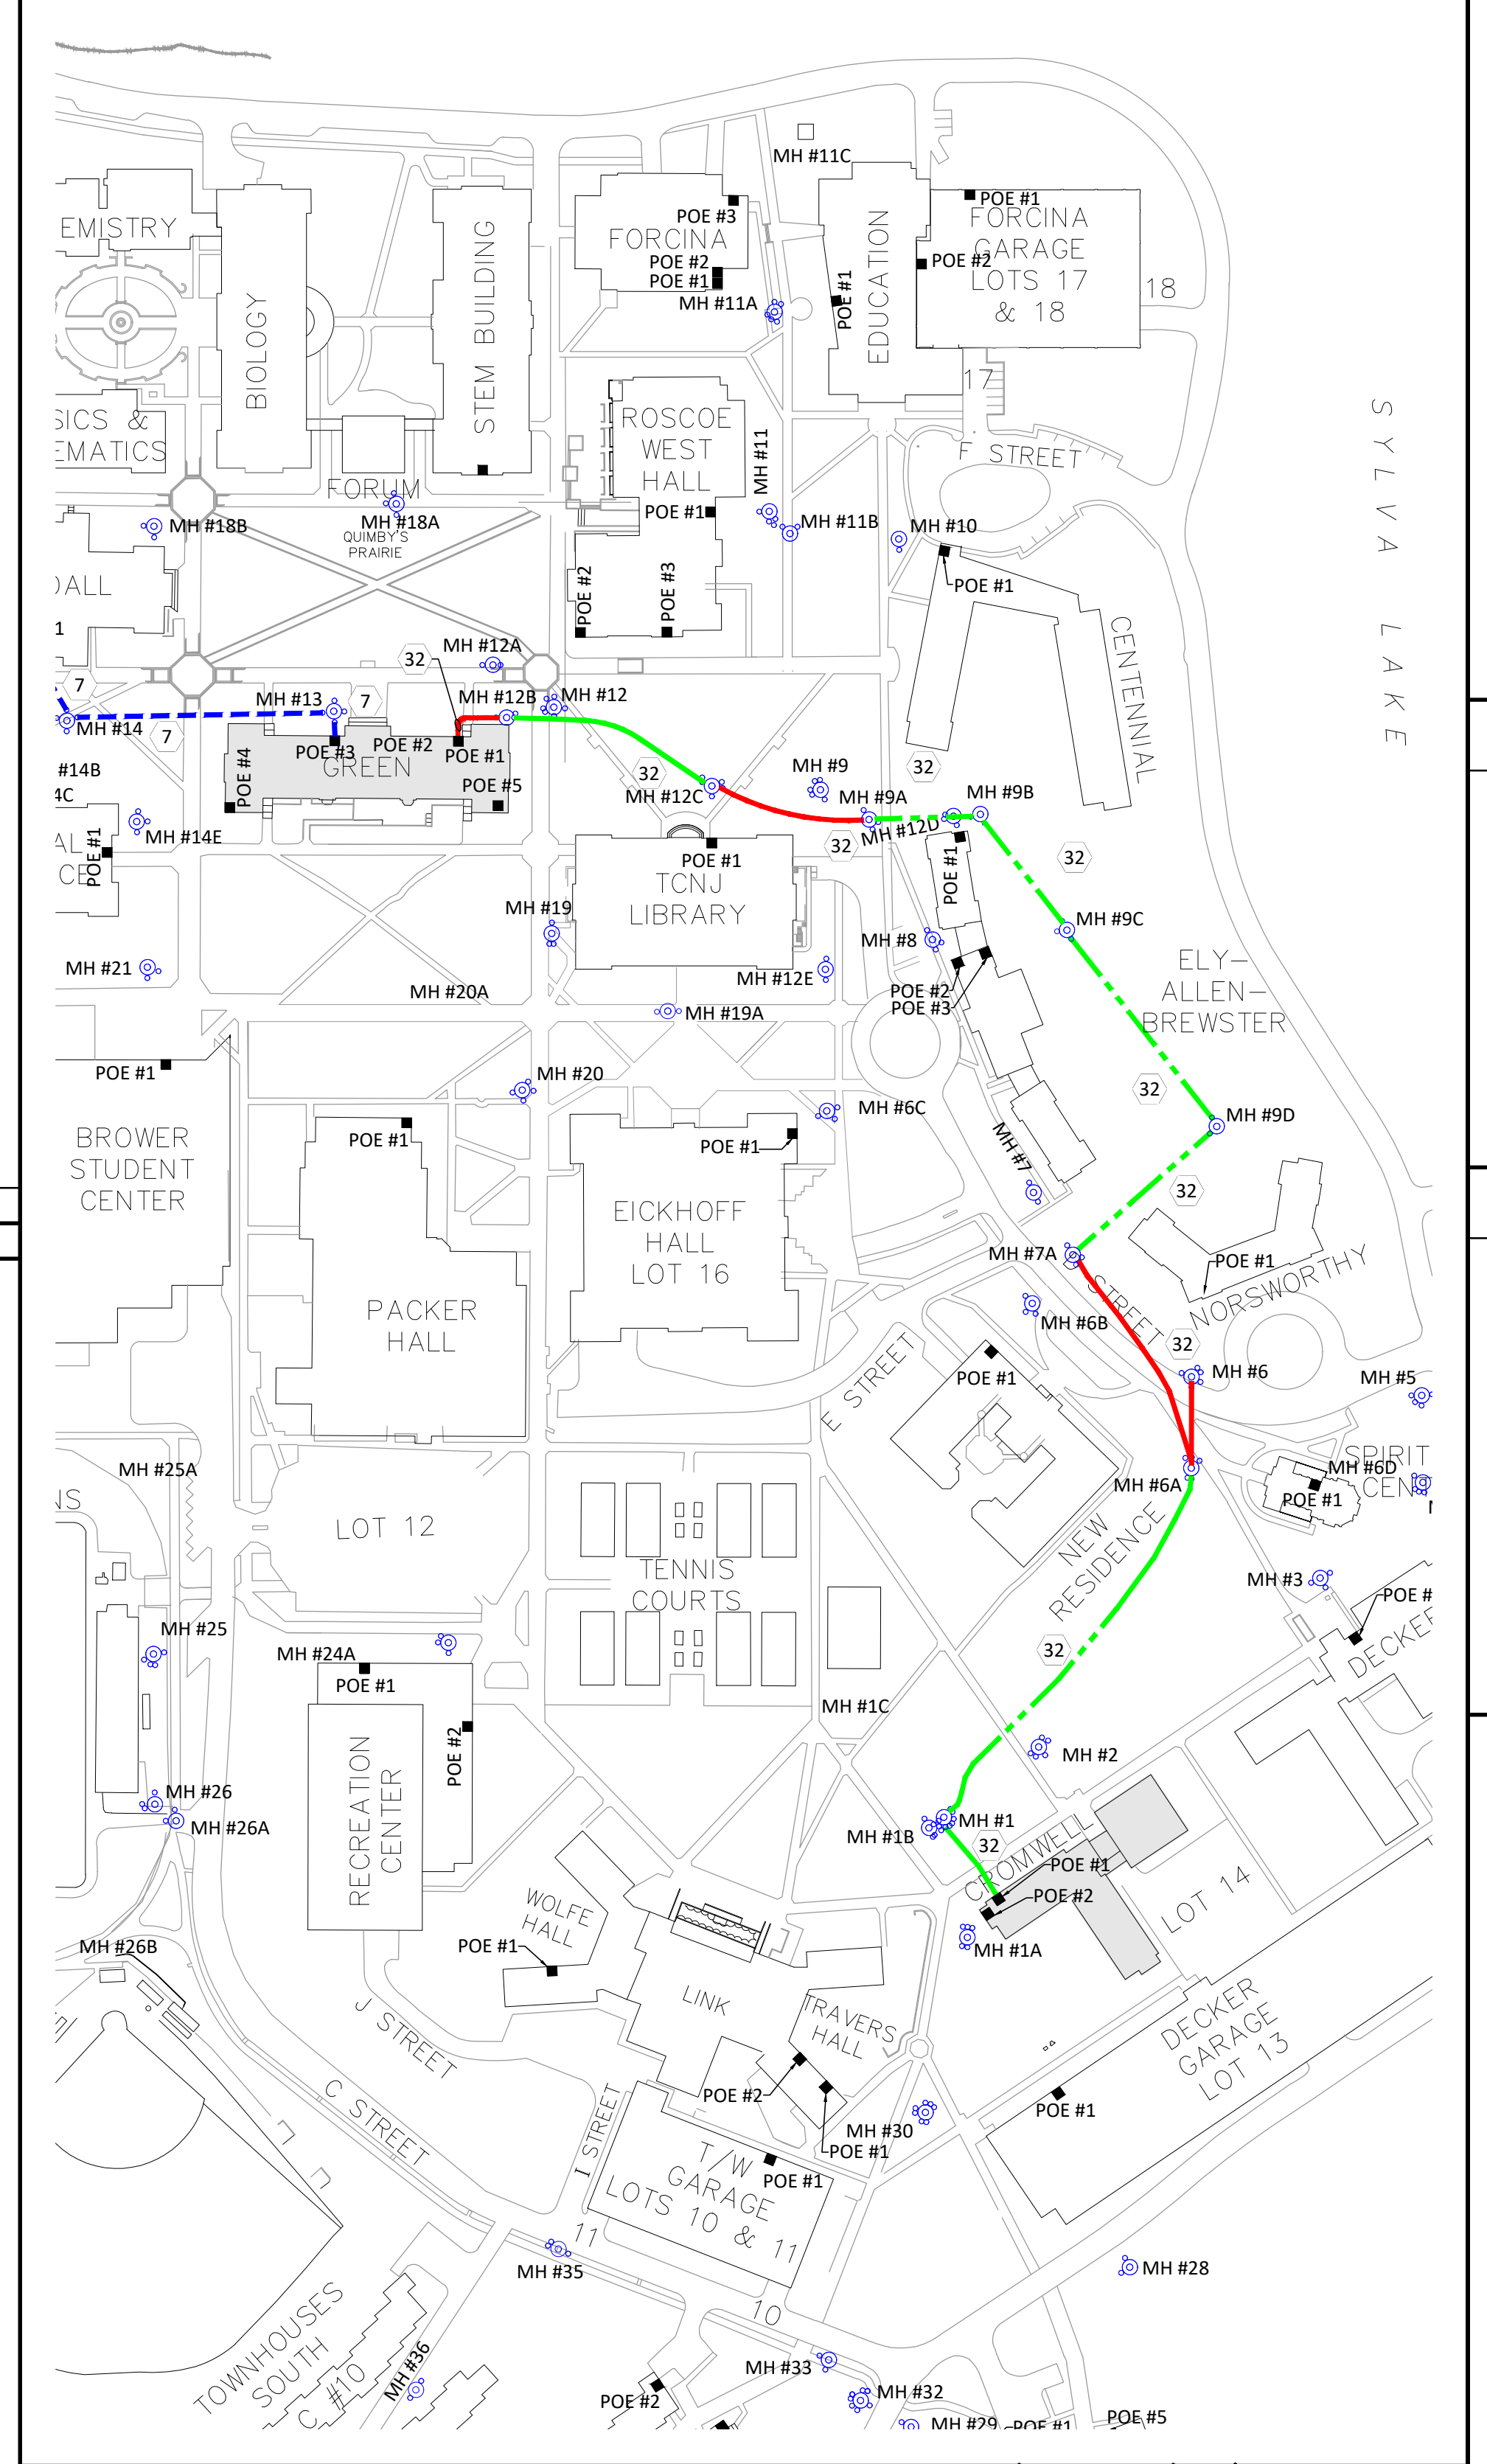 MH #11C
EMISTRY
BIOLOGY
STEM BUILDING
POE #3
FORCINA
POE #2
POE #1
MH #11A
EDUCATION
POE #1
POE #1
FORCINA
GARAGE
LOTS 17
& 18
POE #2
18
17
SICS &
EMATICS
ROSCOE
WEST
HALL
MH #11
F STREET
SYLVA LAKE
FORUM
MH #18B
MH #18A
QUIMBY'S
PRAIRIE
POE #1
MH #11B
MH #10
POE #1
DALL
1
POE #2
POE #3
CENTENNIAL
MH #12A
32
7
MH #13
7
MH #12B
MH #12
MH #14
7
POE #3
POE #2
POE #1
GREEN
POE #4
POE #5
#14B
4C
MH #14E
32
MH #12C
MH #9
32
MH #9A
MH #9B
MH #12D
32
32
AL
CE
POE #1
POE #1
TCNJ
LIBRARY
POE #1
MH #19
MH #8
MH #9C
MH #21
MH #20A
MH #12E
MH #19A
POE #2
POE #3
ELY-
ALLEN-
BREWSTER
POE #1
MH #20
MH #6C
32
MH #9D
BROWER
STUDENT
CENTER
POE #1
POE #1
MH #7
EICKHOFF
HALL
LOT 16
32
MH #7A
POE #1
NORSWORTHY
PACKER
HALL
STREET
MH #6B
32
E STREET
POE #1
MH #6
MH #5
MH #25A
NS
LOT 12
MH #6A
SPIRIT
MH #6D
CEN
POE #1
NEW
RESIDENCE
TENNIS
COURTS
MH #3
POE #
DECKER
MH #25
MH #24A
POE #1
32
MH #1C
POE #2
MH #2
RECREATION
CENTER
MH #26
MH #26A
MH #1
MH #1B
32
CROMWELL
POE #1
POE #2
LOT 14
WOLFE
HALL
MH #26B
POE #1
MH #1A
LINK
TRAVERS
HALL
J STREET
DECKER
GARAGE
LOT 13
POE #2
C STREET
I STREET
MH #30
POE #1
POE #1
T/W
GARAGE
LOTS 10 & 11
POE #1
11
MH #35
MH #28
10
TOWNHOUSES
SOUTH
C #10
MH #36
MH #33
POE #2
MH #32
MH #29
POE #1
POE #5